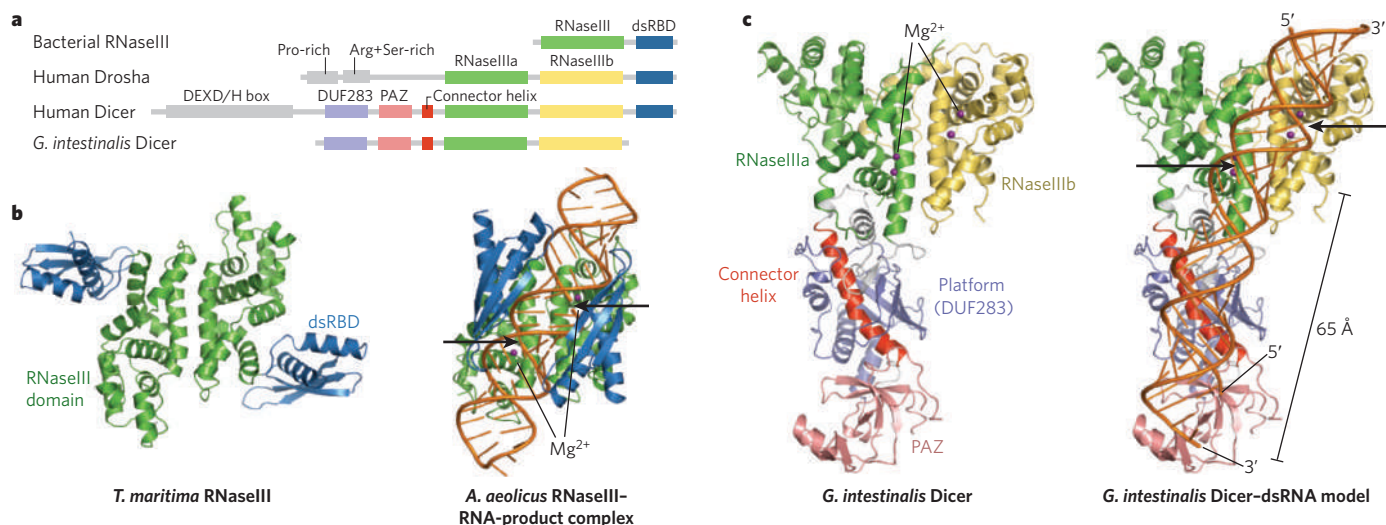 a
RNaseIII dsRBD
Bacterial RNaseIII
Pro-rich Arg+Ser-rich
RNaseIIIa RNaseIIIb
Human Drosha
DEXD/H box DUF283 PAZ Connector helix
Human Dicer
G. intestinalis Dicer
b
dsRBD
RNaseIII
domain
Mg2+
T. maritima RNaseIII
A. aeolicus RNaseIII–
RNA-product complex
c
Mg2+
RNaseIIIa
RNaseIIIb
Connector
helix
Platform
(DUF283)
PAZ
G. intestinalis Dicer
5′
3′
65 Å
5′
3′
G. intestinalis Dicer–dsRNA model